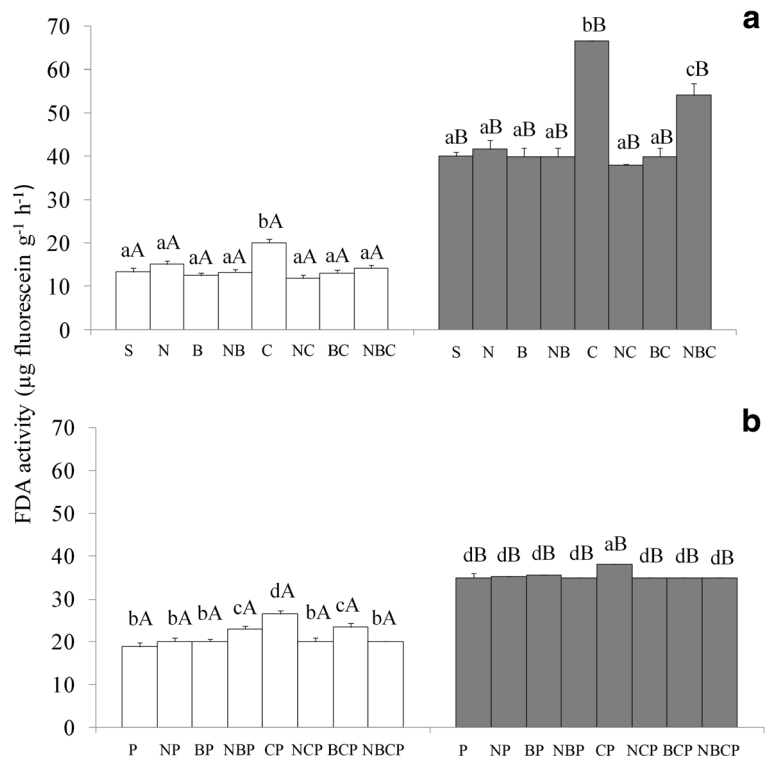 FDA activity (µg fluorescein g⁻¹ h⁻¹)
a
70
60
50
40
30
20
10
0
aA aA aA aA bA aA aA aA
aB aB aB aB bB aB aB cB
S N B NB C NC BC NBC
S N B NB C NC BC NBC
b
70
60
50
40
30
20
10
0
bA bA bA cA dA bA cA bA
dB dB dB dB aB dB dB dB
P NP BP NBP CP NCP BCP NBCP
P NP BP NBP CP NCP BCP NBCP